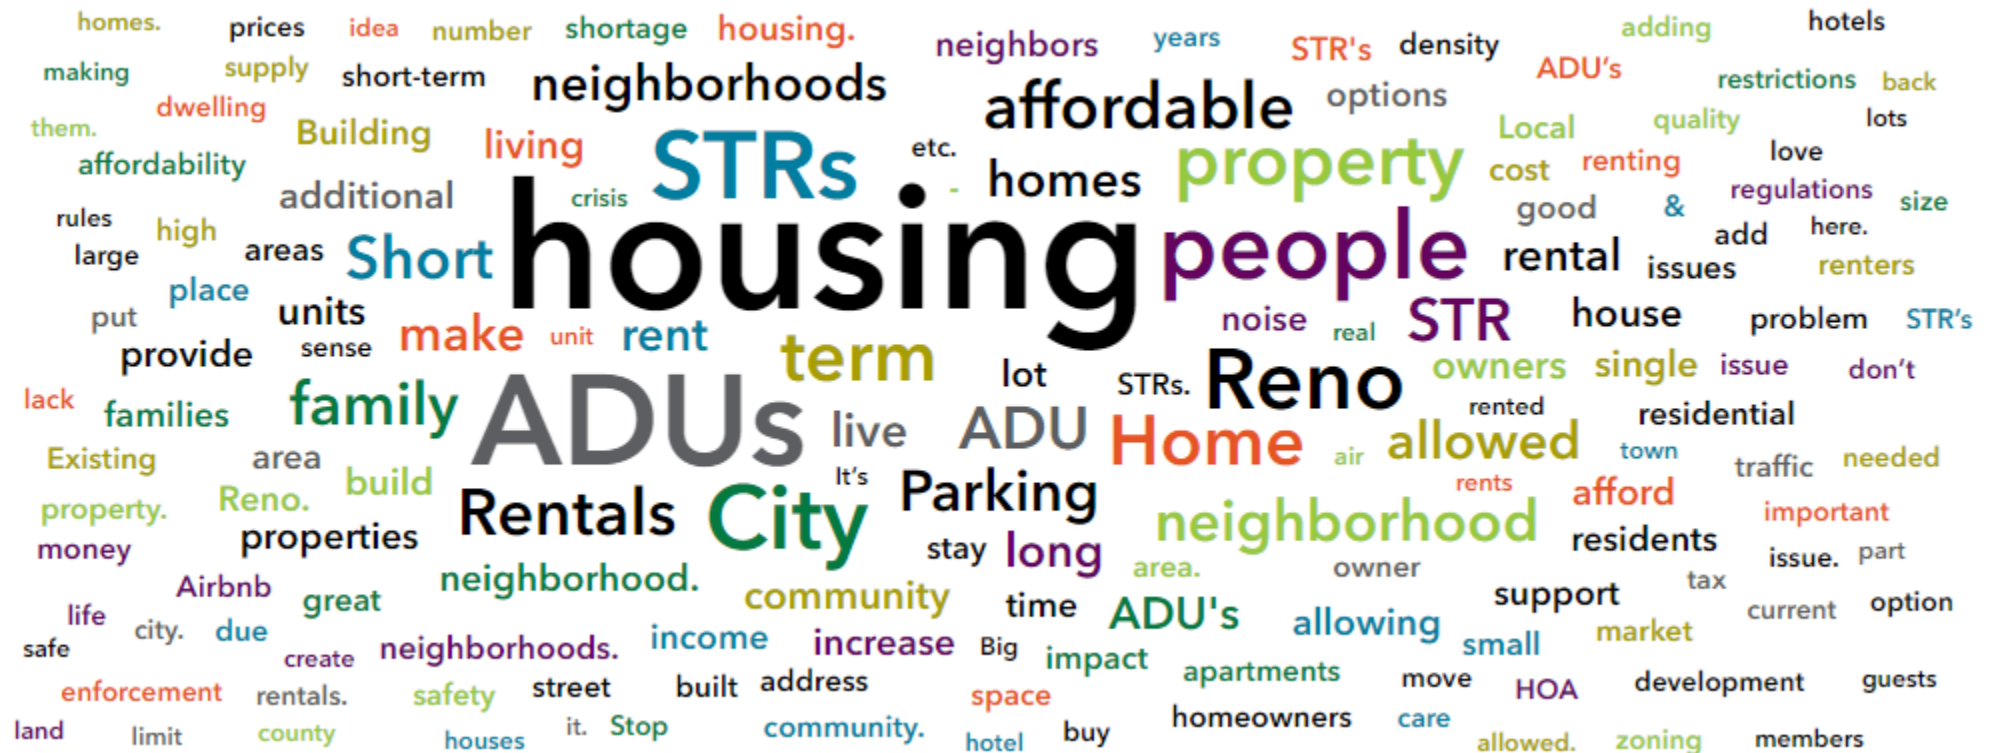 homes. prices idea number shortage housing. neighbors years STR's density adding hotels
making supply short-term neighborhoods affordable options ADU’s restrictions back
them. dwelling Building living STRs etc. property Local quality lots
affordability additional crisis - homes cost renting love
rules high areas Short housing people good & regulations size
large place rental issues add here. renters
put units make unit rent noise real STR house problem STR’s
provide sense term lot STRs. Reno owners single issue don’t
lack families family ADUs live ADU Home rented residential
Existing area build It’s allowed air town traffic needed
property. Reno. Rentals City Parking neighborhood rents afford important
money properties stay long residents issue. part
Airbnb great neighborhood. community area. owner support tax
life city. due time ADU's allowing current option
safe create neighborhoods. income increase Big impact small market
enforcement rentals. safety street built address space apartments move HOA development guests
land limit county houses it. Stop community. hotel buy homeowners care allowed. zoning members